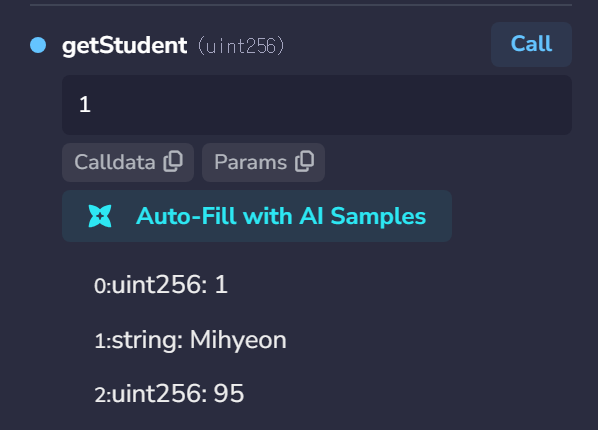 getStudent (uint256) Call
1
Calldata Params
Auto-Fill with AI Samples
0:uint256: 1
1:string: Mihyeon
2:uint256: 95